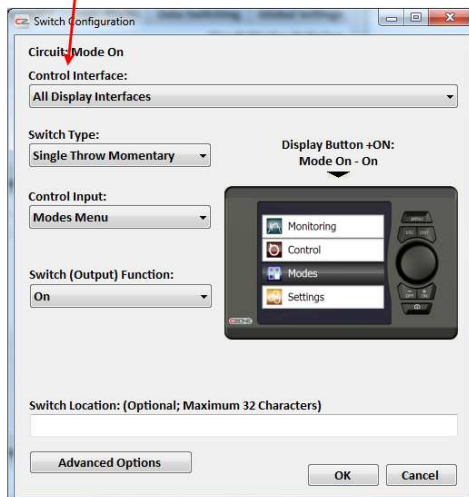 Switch Configuration
Circuit: Mode On
Control Interface:
All Display Interfaces
Switch Type:
Single Throw Momentary
Display Button +ON:
Mode On - On
Control Input:
Modes Menu
Monitoring
Control
Modes
Settings
MENU
Switch (Output) Function:
On
Switch Location: (Optional; Maximum 32 Characters)
Advanced Options
OK
Cancel